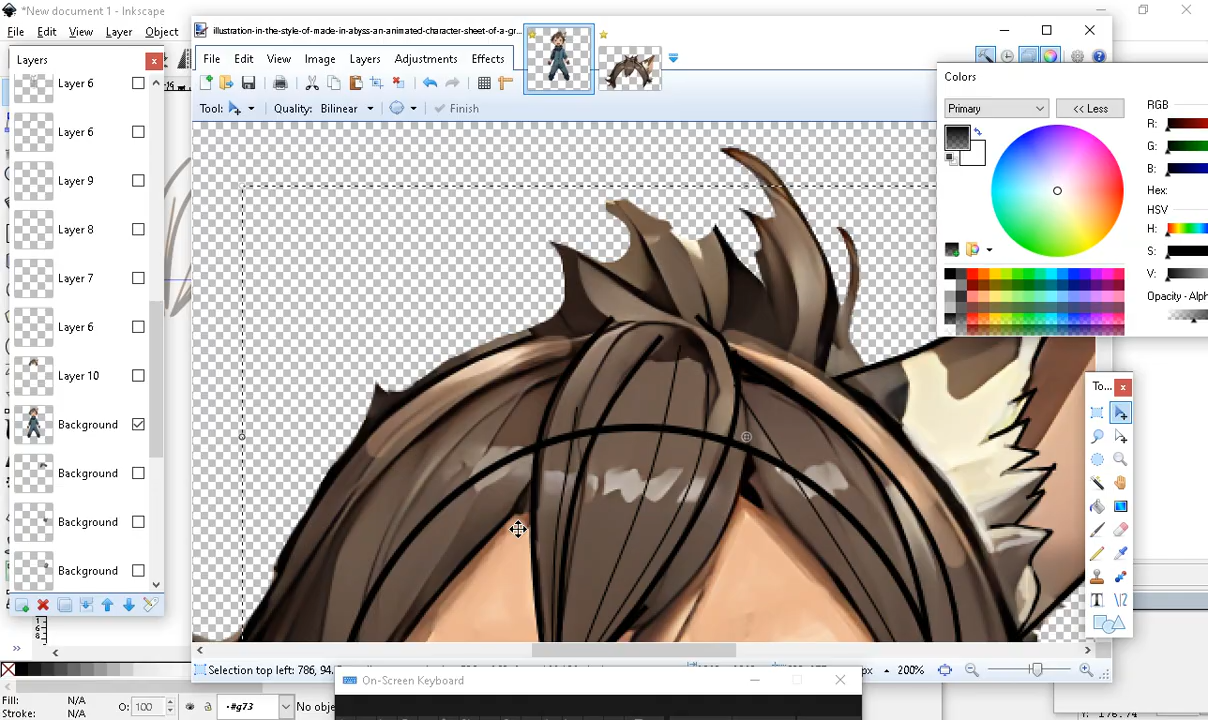 *New document 1 - Inkscape
File Edit View Layer Object
Layers
Layer 6
Layer 6
Layer 9
Layer 8
Layer 7
Layer 6
Layer 10
Background
Background
Background
Background
illustration-in-the-style-of-made-in-abyss-an-animated-character-sheet-of-a-gr...
File Edit View Image Layers Adjustments Effects
Tool: Quality: Bilinear Finish
Colors
Primary << Less
RGB
R:
G:
B:
Hex:
HSV
H:
S:
V:
Opacity - Alph
To...
Selection top left: 786, 94
px 200%
On-Screen Keyboard
Fill: N/A
Stroke: N/A
O: 100
#g73
No obje
Y: 176.74